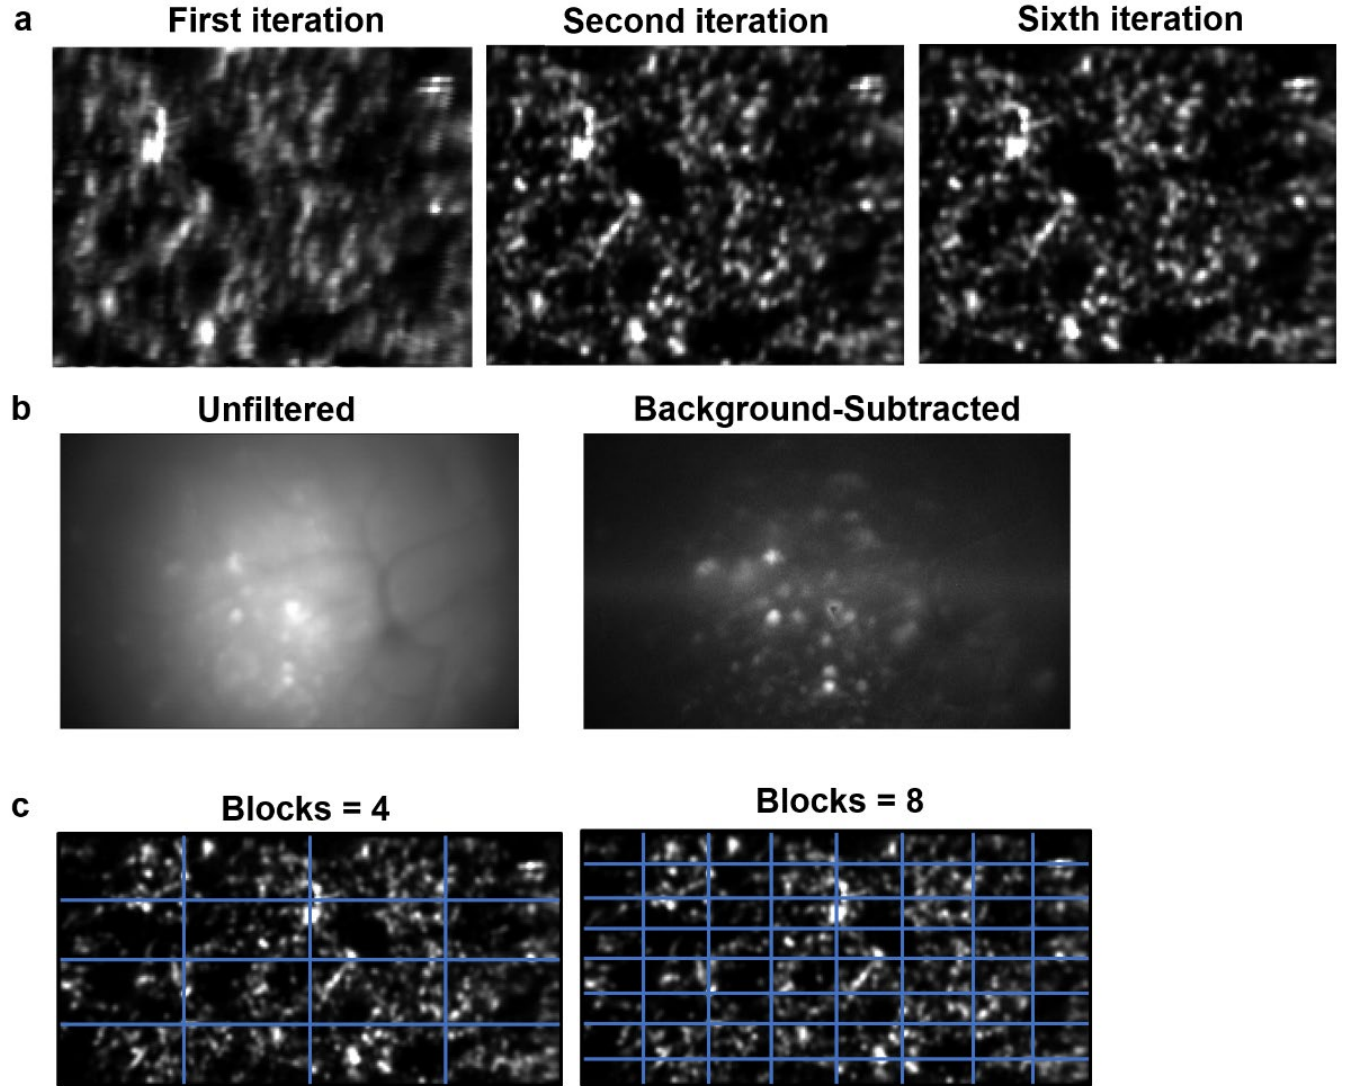 a
First iteration
Second iteration
Sixth iteration
b
Unfiltered
Background-Subtracted
c
Blocks = 4
Blocks = 8